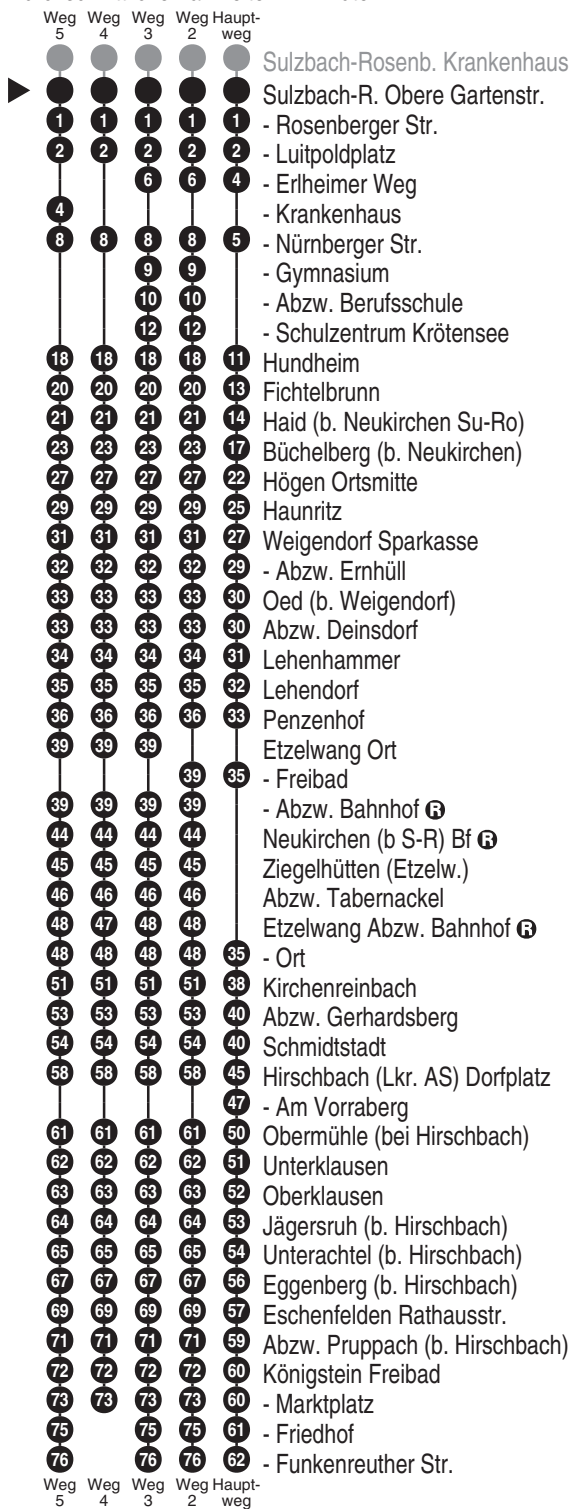 Weg Weg Weg Weg Haupt-
5 4 3 2 weg
Sulzbach-Rosenb. Krankenhaus
Sulzbach-R. Obere Gartenstr.
1 1 1 1 1 - Rosenberger Str.
2 2 2 2 2 - Luitpoldplatz
6 6 4 - Erlheimer Weg
4 - Krankenhaus
8 8 8 8 5 - Nürnberger Str.
9 9 - Gymnasium
10 10 - Abzw. Berufsschule
12 12 - Schulzentrum Krötensee
18 18 18 18 11 Hundheim
20 20 20 20 13 Fichtelbrunn
21 21 21 21 14 Haid (b. Neukirchen Su-Ro)
23 23 23 23 17 Büchelberg (b. Neukirchen)
27 27 27 27 22 Högen Ortsmitte
29 29 29 29 25 Haunritz
31 31 31 31 27 Weigendorf Sparkasse
32 32 32 32 29 - Abzw. Ernhüll
33 33 33 33 30 Oed (b. Weigendorf)
33 33 33 33 30 Abzw. Deinsdorf
34 34 34 34 31 Lehenhammer
35 35 35 35 32 Lehendorf
36 36 36 36 33 Penzenhof
39 39 39 Etzelwang Ort
39 35 - Freibad
39 39 39 39 - Abzw. Bahnhof R
44 44 44 44 Neukirchen (b S-R) Bf R
45 45 45 45 Ziegelhütten (Etzelw.)
46 46 46 46 Abzw. Tabernackel
48 47 48 48 Etzelwang Abzw. Bahnhof R
48 48 48 48 35 - Ort
51 51 51 51 38 Kirchenreinbach
53 53 53 53 40 Abzw. Gerhardsberg
54 54 54 54 40 Schmidtstadt
58 58 58 58 45 Hirschbach (Lkr. AS) Dorfplatz
47 - Am Vorraberg
61 61 61 61 50 Obermühle (bei Hirschbach)
62 62 62 62 51 Unterklausen
63 63 63 63 52 Oberklausen
64 64 64 64 53 Jägersruh (b. Hirschbach)
65 65 65 65 54 Unterachtel (b. Hirschbach)
67 67 67 67 56 Eggenberg (b. Hirschbach)
69 69 69 69 57 Eschenfelden Rathausstr.
71 71 71 71 59 Abzw. Pruppach (b. Hirschbach)
72 72 72 72 60 Königstein Freibad
73 73 73 73 60 - Marktplatz
75 75 75 61 - Friedhof
76 76 76 62 - Funkenreuther Str.
Weg Weg Weg Weg Haupt-
5 4 3 2 weg